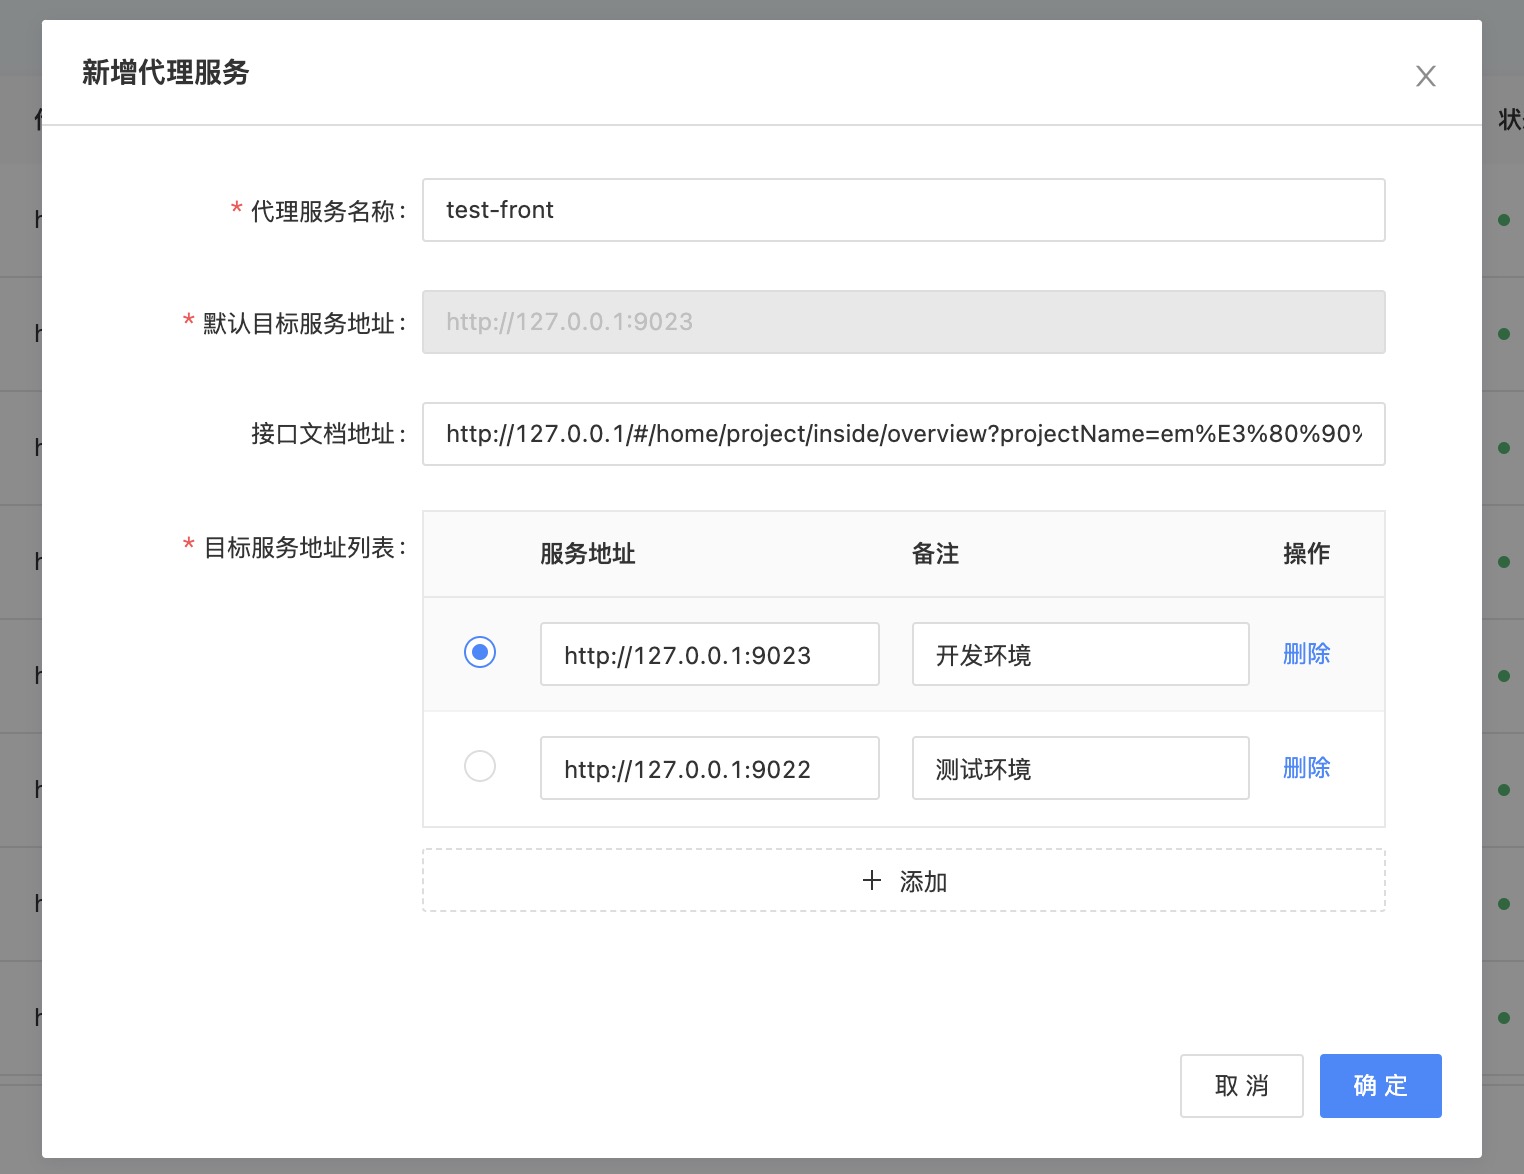 新增代理服务
* 代理服务名称:
test-front
* 默认目标服务地址:
http://127.0.0.1:9023
接口文档地址:
http://127.0.0.1/#/home/project/inside/overview?projectName=em%E3%80%90%
* 目标服务地址列表:
服务地址 备注 操作
http://127.0.0.1:9023 开发环境 删除
http://127.0.0.1:9022 测试环境 删除
+ 添加
取 消 确 定